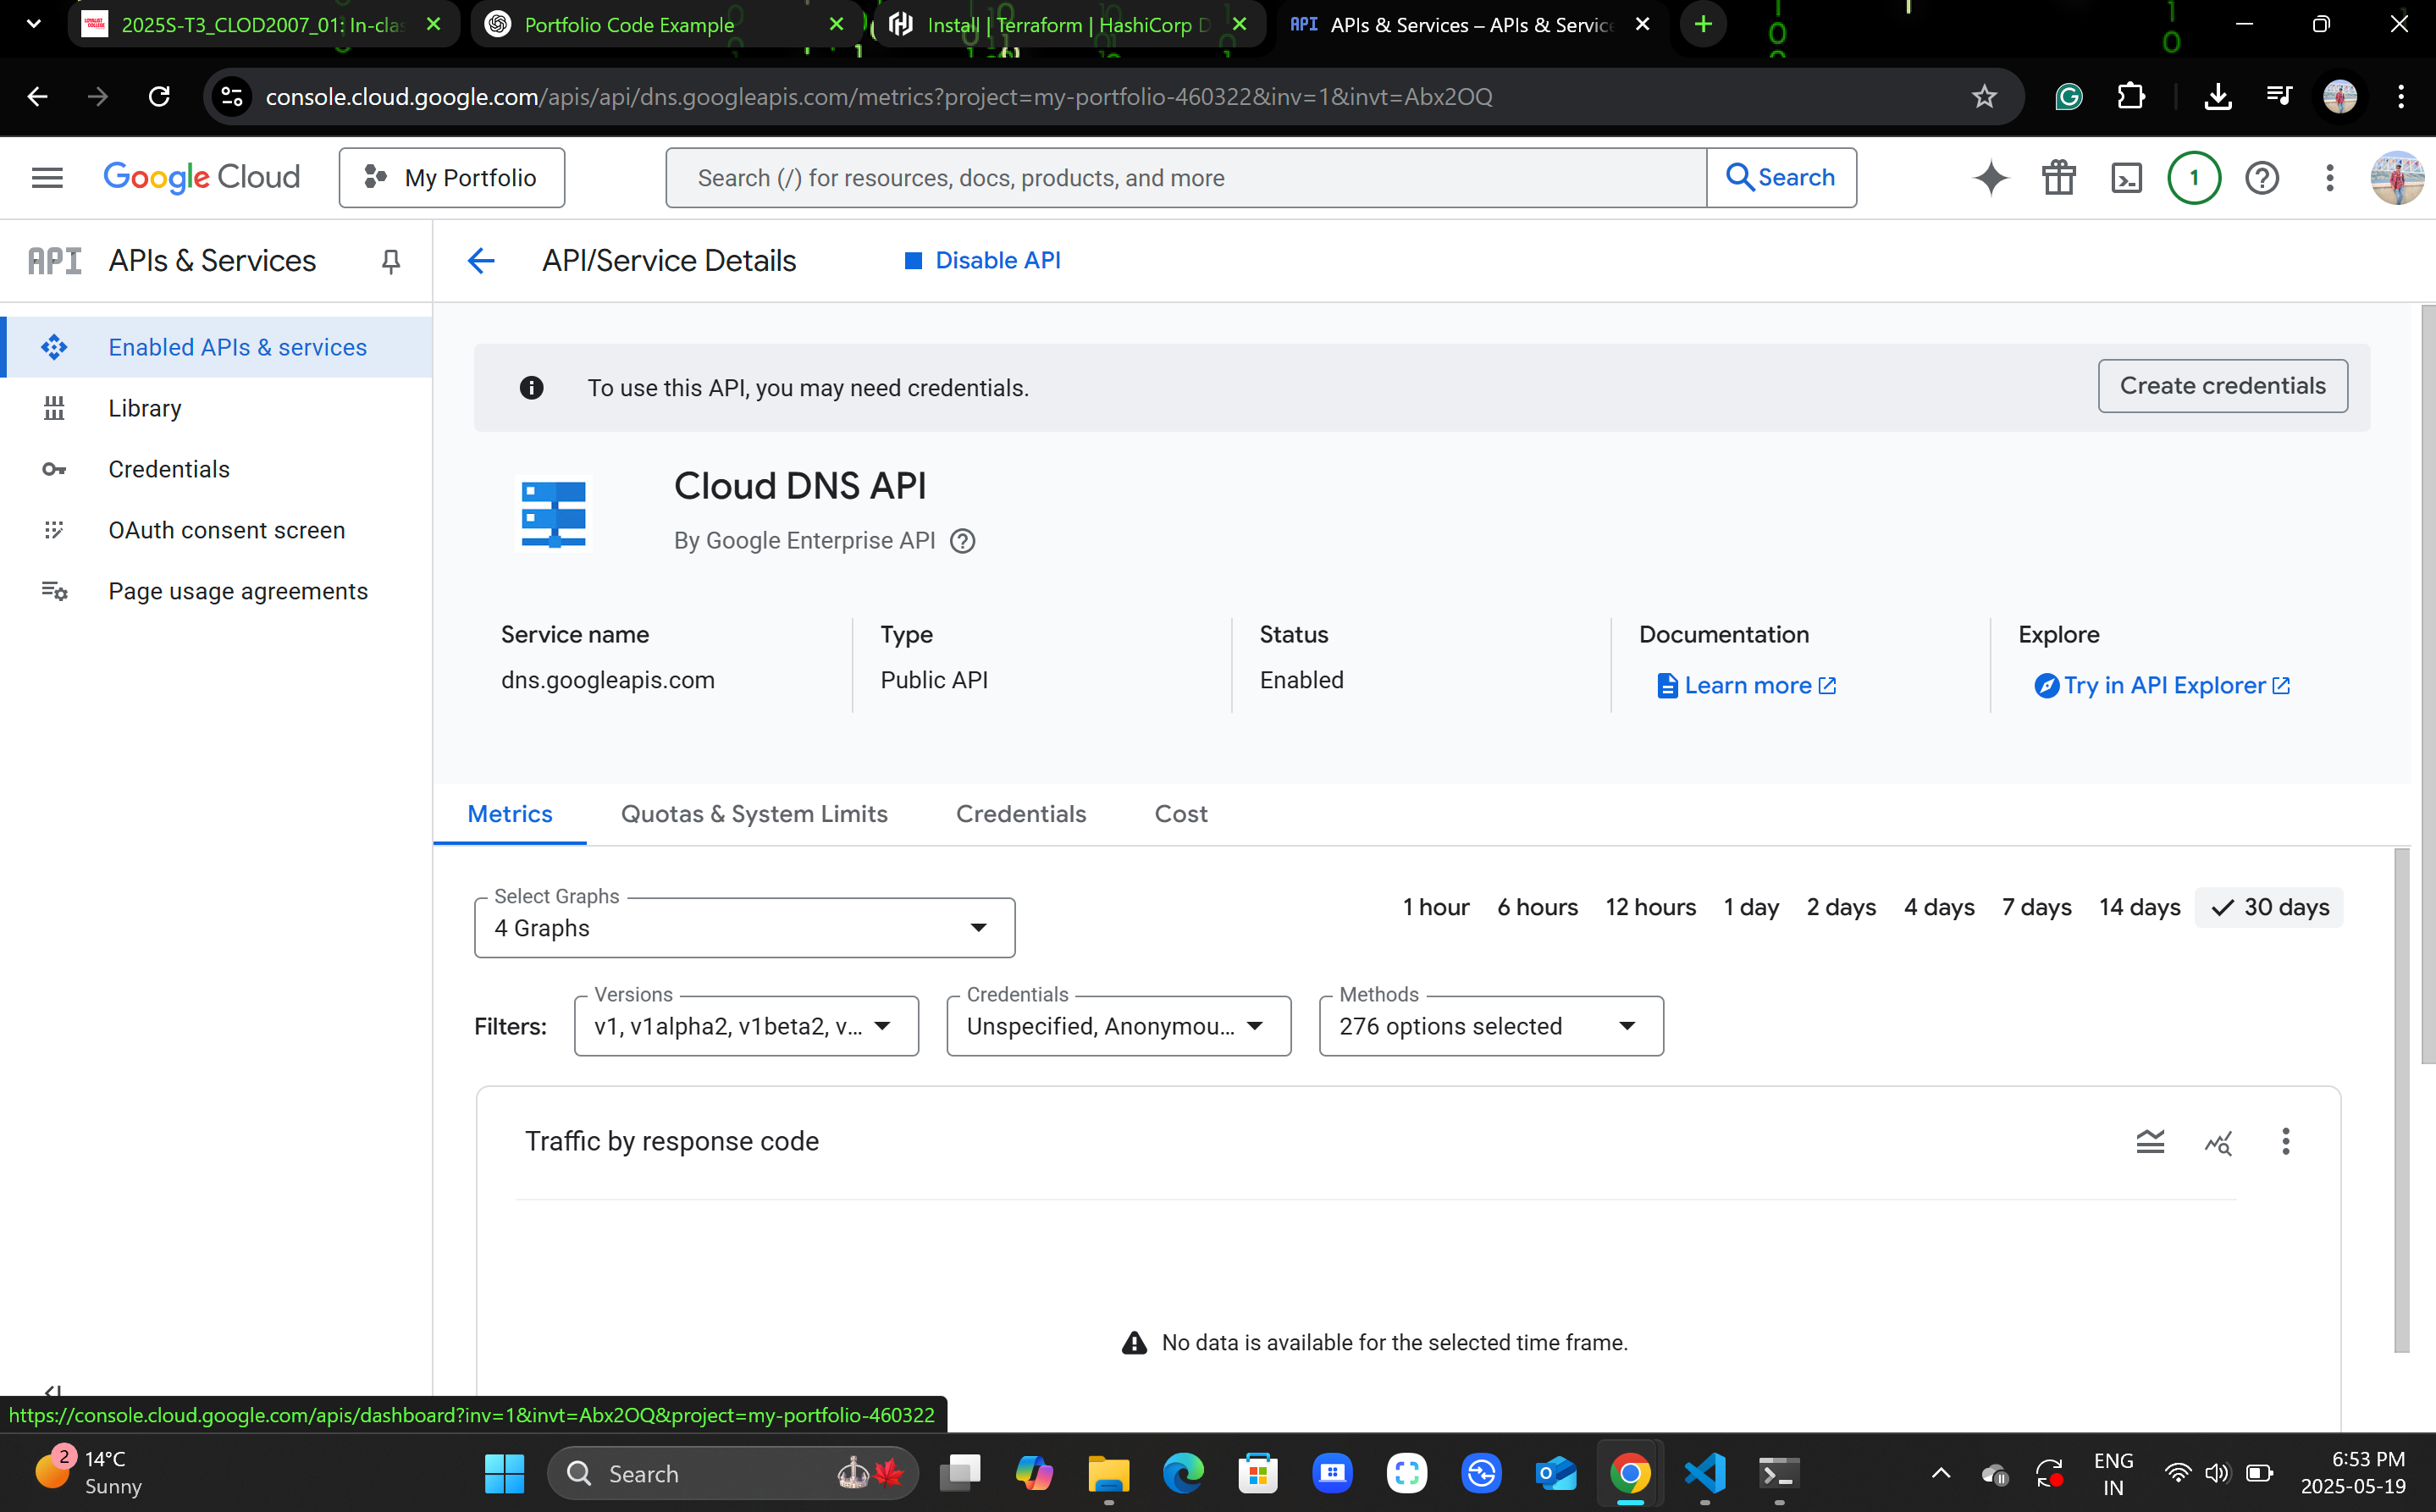 2025S-T3_CLOD2007_01: In-clas
Portfolio Code Example
Install | Terraform | HashiCorp D
API APIs & Services – APIs & Service
console.cloud.google.com/apis/api/dns.googleapis.com/metrics?project=my-portfolio-460322&inv=1&invt=Abx2OQ
Google Cloud
My Portfolio
Search (/) for resources, docs, products, and more
Search
1
API APIs & Services
API/Service Details
Disable API
Enabled APIs & services
Library
Credentials
OAuth consent screen
Page usage agreements
To use this API, you may need credentials.
Create credentials
Cloud DNS API
By Google Enterprise API
Service name
dns.googleapis.com
Type
Public API
Status
Enabled
Documentation
Learn more
Explore
Try in API Explorer
Metrics
Quotas & System Limits
Credentials
Cost
Select Graphs
4 Graphs
1 hour 6 hours 12 hours 1 day 2 days 4 days 7 days 14 days 30 days
Filters:
Versions
v1, v1alpha2, v1beta2, v...
Credentials
Unspecified, Anonymou...
Methods
276 options selected
Traffic by response code
No data is available for the selected time frame.
https://console.cloud.google.com/apis/dashboard?inv=1&invt=Abx2OQ&project=my-portfolio-460322
2
14°C
Sunny
Search
ENG
IN
6:53 PM
2025-05-19